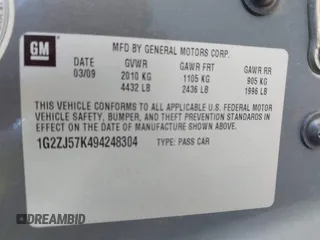 GM
MFD BY GENERAL MOTORS CORP.
DATE GVWR GAWR FRT GAWR RR
03/09 2010 KG 1105 KG 905 KG
4432 LB 2436 LB 1996 LB
THIS VEHICLE CONFORMS TO ALL APPLICABLE U.S. FEDERAL MOTOR
VEHICLE SAFETY, BUMPER, AND THEFT PREVENTION STANDARDS IN
EFFECT ON THE DATE OF MANUFACTURE SHOWN ABOVE.
1G2ZJ57K494248304 TYPE: PASS CAR
DREAMBID